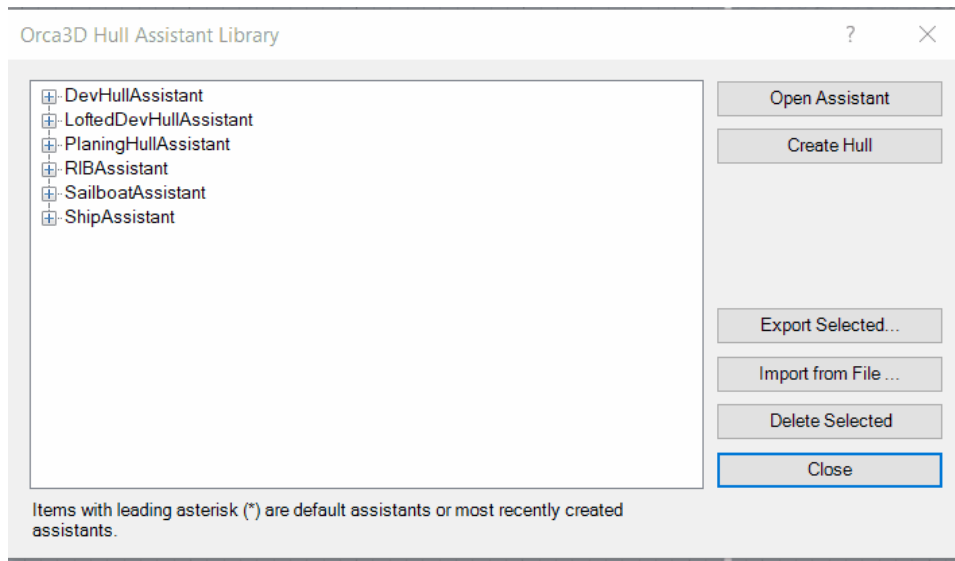 Orca3D Hull Assistant Library
?
DevHullAssistant
LoftedDevHullAssistant
PlaningHullAssistant
RIBAssistant
SailboatAssistant
ShipAssistant
Open Assistant
Create Hull
Export Selected...
Import from File ...
Delete Selected
Close
Items with leading asterisk (*) are default assistants or most recently created
assistants.